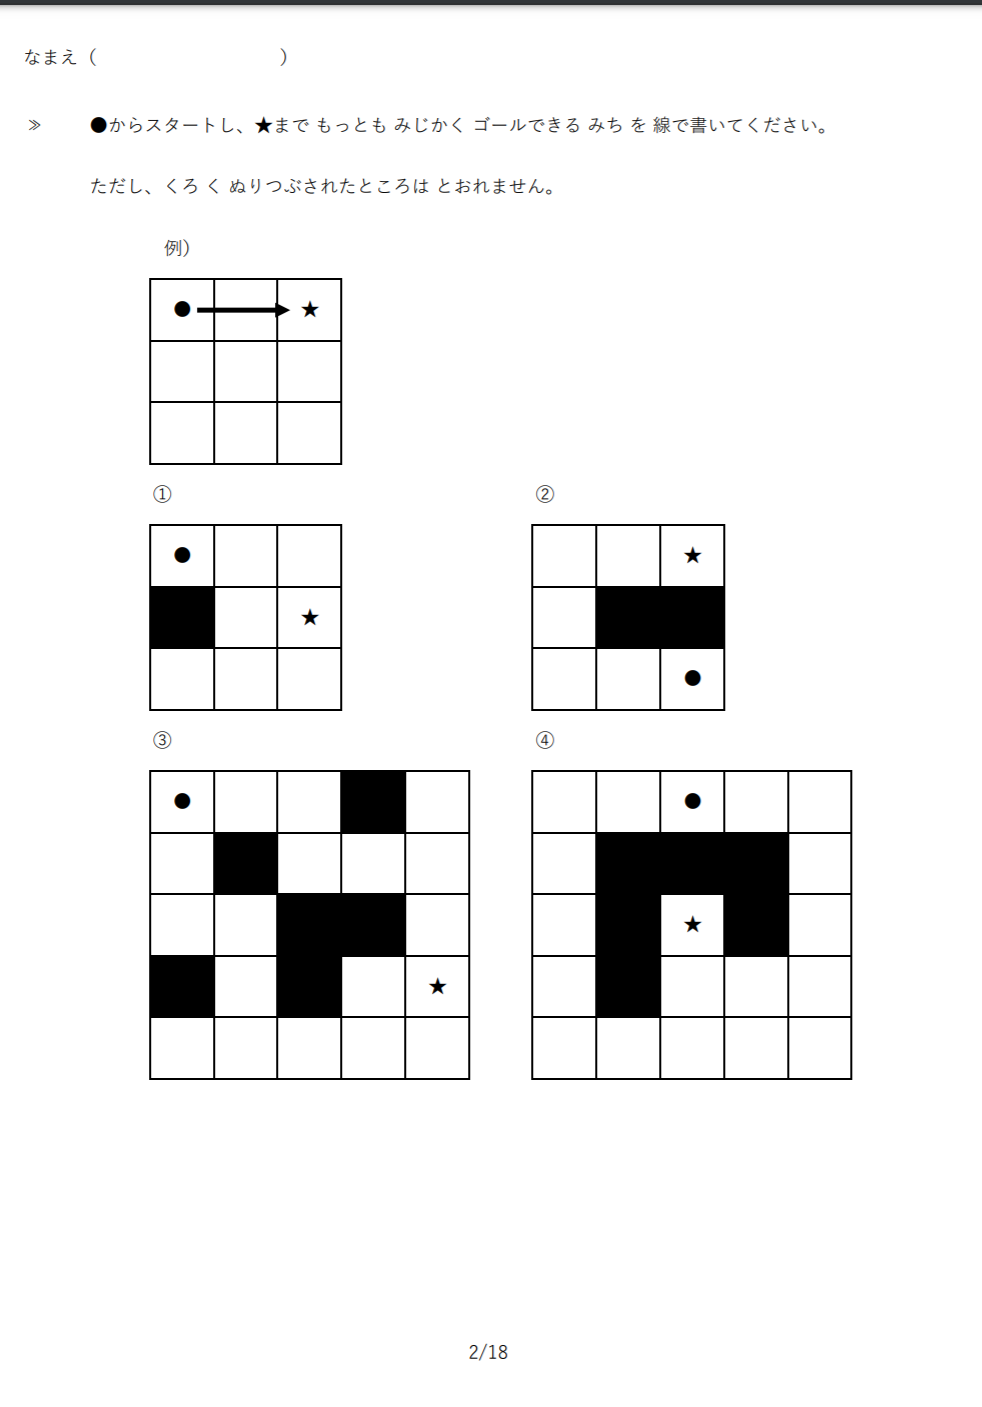 なまえ（　　　　　　　　　　）
≫　●からスタートし、★まで もっとも みじかく ゴールできる みち を 線で書いてください。
ただし、くろ く ぬりつぶされたところは とおれません。
例）
● ★
① ②
● ★
★ ●
③ ④
● ●
★
★
2/18